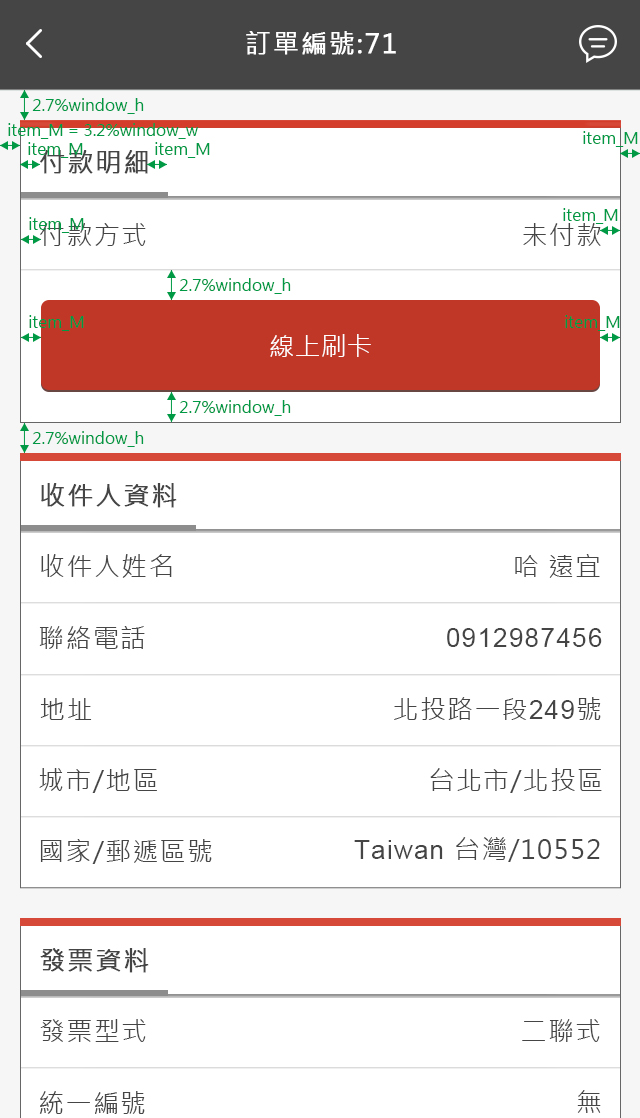 訂單編號:71
2.7%window_h
item_M = 3.2%window_w
item_M
item_M
item_M
付款明細
item_M
item_M
付款方式
未付款
2.7%window_h
item_M
item_M
線上刷卡
2.7%window_h
2.7%window_h
收件人資料
收件人姓名
哈 遠宜
聯絡電話
0912987456
地址
北投路一段249號
城市/地區
台北市/北投區
國家/郵遞區號
Taiwan 台灣/10552
發票資料
發票型式
二聯式
統一編號
無